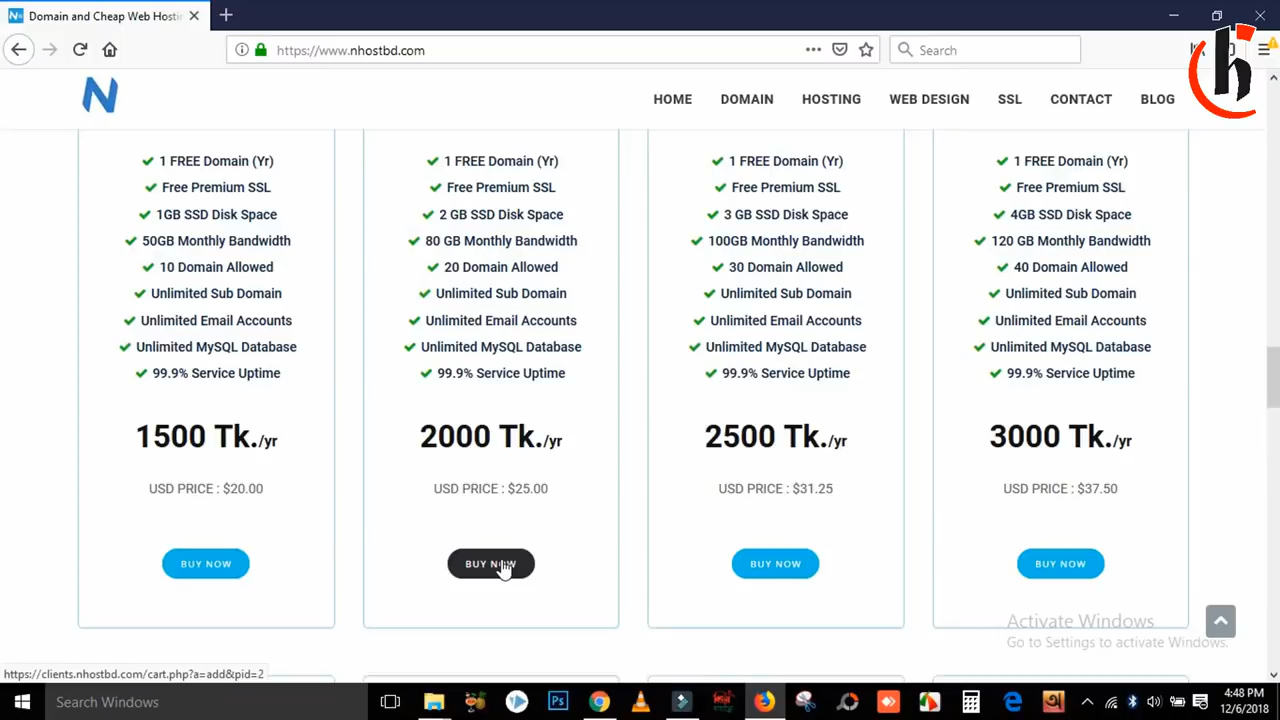 Domain and Cheap Web Hosti
https://www.nhostbd.com
Search
N
HOME DOMAIN HOSTING WEB DESIGN SSL CONTACT BLOG
h
1 FREE Domain (Yr)
Free Premium SSL
1GB SSD Disk Space
50GB Monthly Bandwidth
10 Domain Allowed
Unlimited Sub Domain
Unlimited Email Accounts
Unlimited MySQL Database
99.9% Service Uptime
1500 Tk./yr
USD PRICE : $20.00
BUY NOW
1 FREE Domain (Yr)
Free Premium SSL
2 GB SSD Disk Space
80 GB Monthly Bandwidth
20 Domain Allowed
Unlimited Sub Domain
Unlimited Email Accounts
Unlimited MySQL Database
99.9% Service Uptime
2000 Tk./yr
USD PRICE : $25.00
BUY NOW
1 FREE Domain (Yr)
Free Premium SSL
3 GB SSD Disk Space
100GB Monthly Bandwidth
30 Domain Allowed
Unlimited Sub Domain
Unlimited Email Accounts
Unlimited MySQL Database
99.9% Service Uptime
2500 Tk./yr
USD PRICE : $31.25
BUY NOW
1 FREE Domain (Yr)
Free Premium SSL
4GB SSD Disk Space
120 GB Monthly Bandwidth
40 Domain Allowed
Unlimited Sub Domain
Unlimited Email Accounts
Unlimited MySQL Database
99.9% Service Uptime
3000 Tk./yr
USD PRICE : $37.50
BUY NOW
Activate Windows
Go to Settings to activate Windows.
https://clients.nhostbd.com/cart.php?a=add&pid=2
Search Windows
4:48 PM
12/6/2018